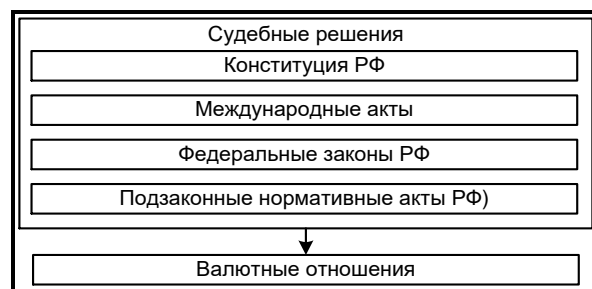 Судебные решения
Конституция РФ
Международные акты
Федеральные законы РФ
Подзаконные нормативные акты РФ)
Валютные отношения